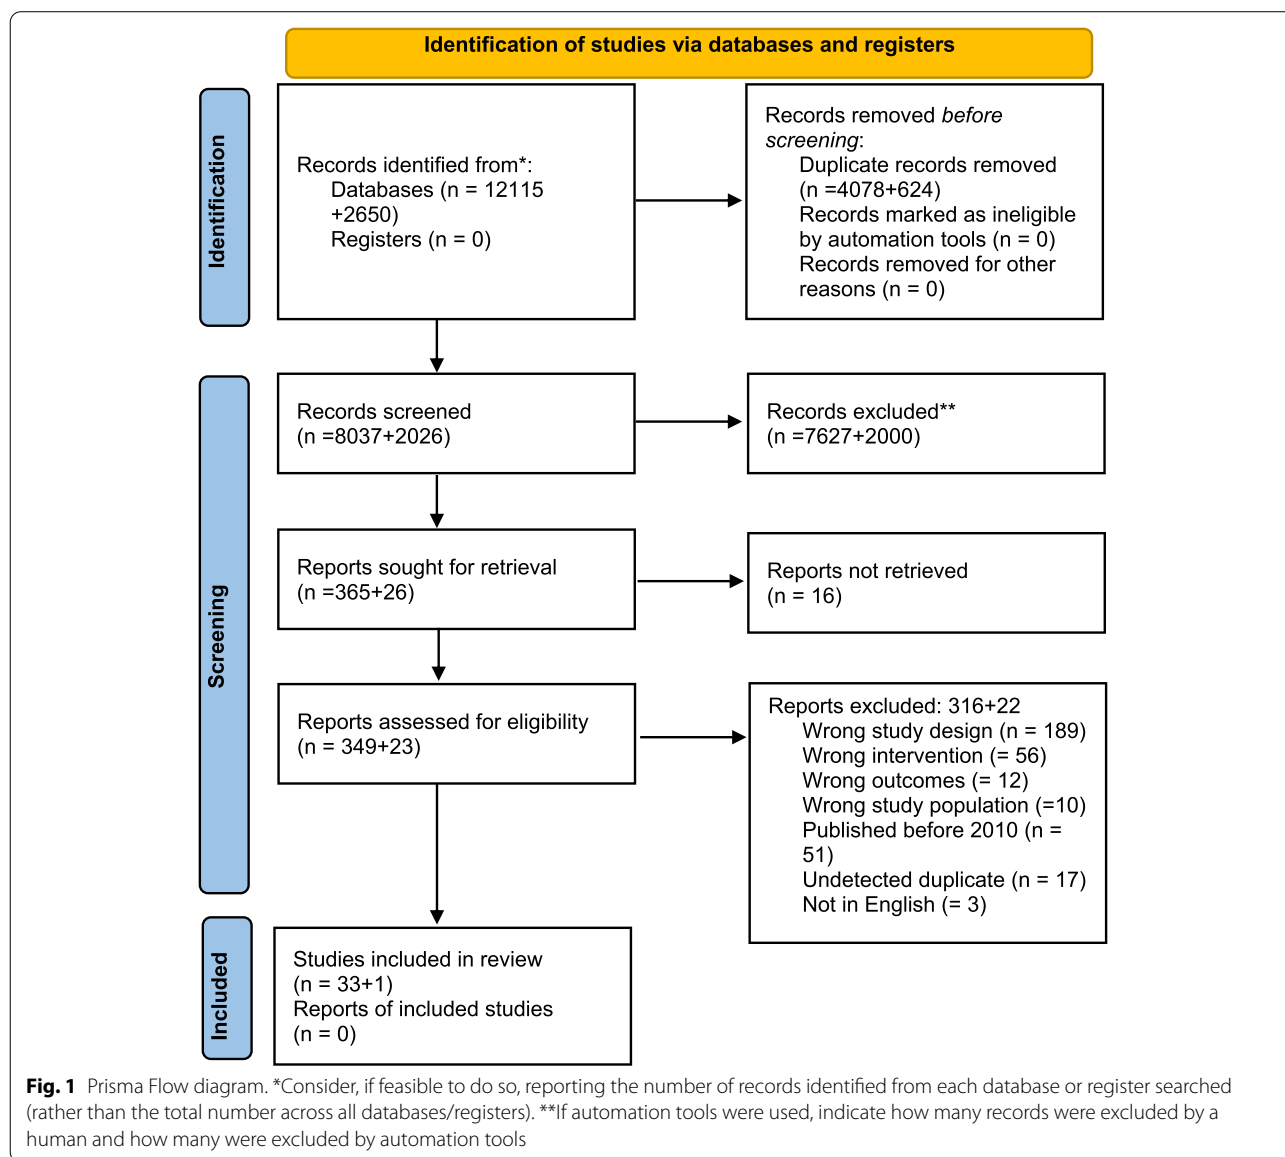 Identification of studies via databases and registers
Identification
Records identified from*:
Databases (n = 12115
+2650)
Registers (n = 0)
Records removed before
screening:
Duplicate records removed
(n =4078+624)
Records marked as ineligible
by automation tools (n = 0)
Records removed for other
reasons (n = 0)
Screening
Records screened
(n =8037+2026)
Records excluded**
(n =7627+2000)
Reports sought for retrieval
(n =365+26)
Reports not retrieved
(n = 16)
Reports assessed for eligibility
(n = 349+23)
Reports excluded: 316+22
Wrong study design (n = 189)
Wrong intervention (= 56)
Wrong outcomes (= 12)
Wrong study population (=10)
Published before 2010 (n =
51)
Undetected duplicate (n = 17)
Not in English (= 3)
Included
Studies included in review
(n = 33+1)
Reports of included studies
(n = 0)
Fig. 1 Prisma Flow diagram. *Consider, if feasible to do so, reporting the number of records identified from each database or register searched
(rather than the total number across all databases/registers). **If automation tools were used, indicate how many records were excluded by a
human and how many were excluded by automation tools